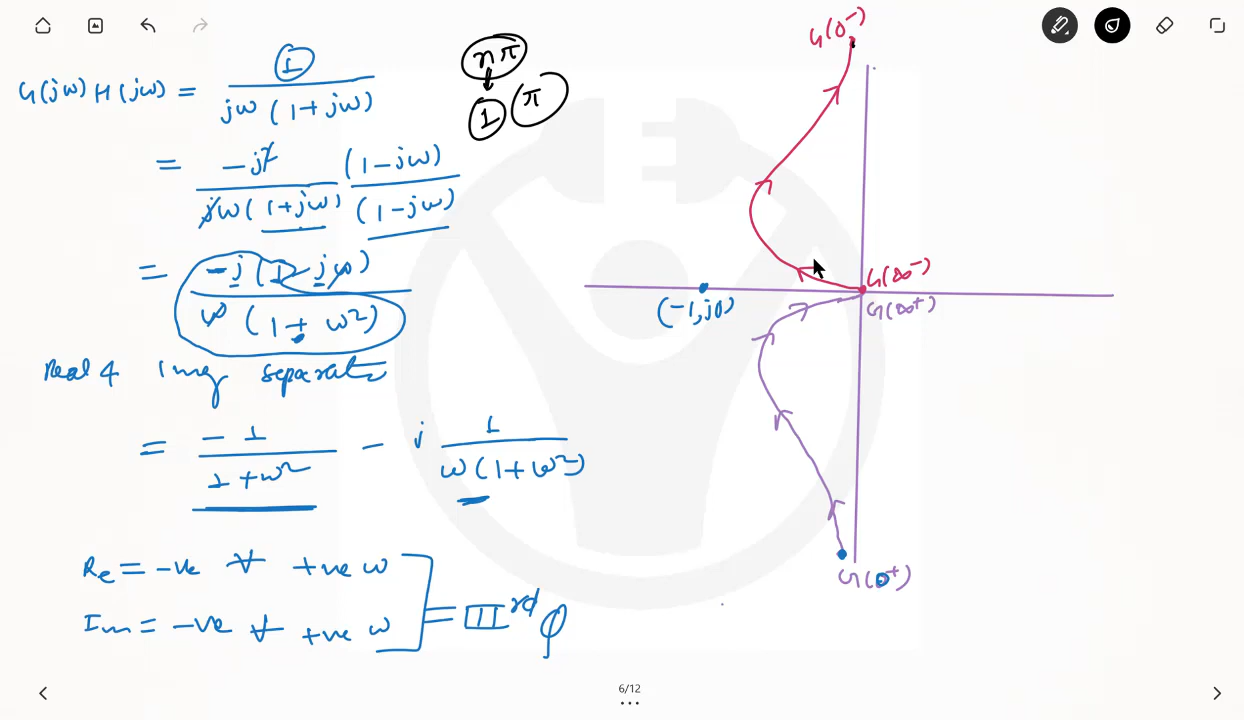 G(jω) H(jω) = 1 / jω (1 + jω)
= -j² / jω (1+jω) (1-jω) / (1-jω)
= -j (1 - jω) / ω (1 + ω²)
Real & Img separate
= -1 / 1+ω² - j 1 / ω (1+ω²)
Re = -ve ∀ +ve ω
Im = -ve ∀ +ve ω
= III rd φ
nπ
1 π
G(0⁻)
G(∞⁻)
(-1, j0)
G(∞⁺)
G(0⁺)
6/12